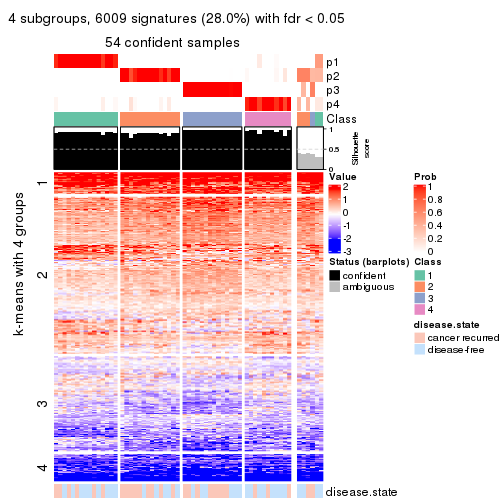 4 subgroups, 6009 signatures (28.0%) with fdr < 0.05
54 confident samples
p1
p2
p3
p4
Class
1
0.5
0
Silhouette
score
k-means with 4 groups
1
2
3
4
Value
2
1
0
-1
-2
-3
Prob
1
0.8
0.6
0.4
0.2
0
Status (barplots)
confident
ambiguous
Class
1
2
3
4
disease.state
cancer recurred
disease-free
disease.state